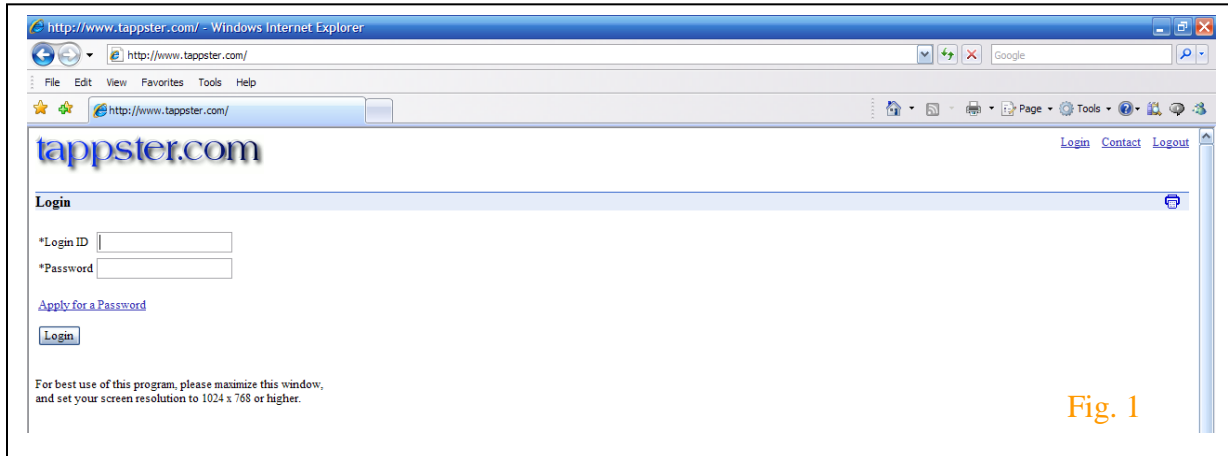 http://www.tappster.com/ - Windows Internet Explorer
http://www.tappster.com/
Google
File Edit View Favorites Tools Help
http://www.tappster.com/
Page Tools
tappster.com
Login Contact Logout
Login
*Login ID
*Password
Apply for a Password
Login
For best use of this program, please maximize this window,
and set your screen resolution to 1024 x 768 or higher.
Fig. 1